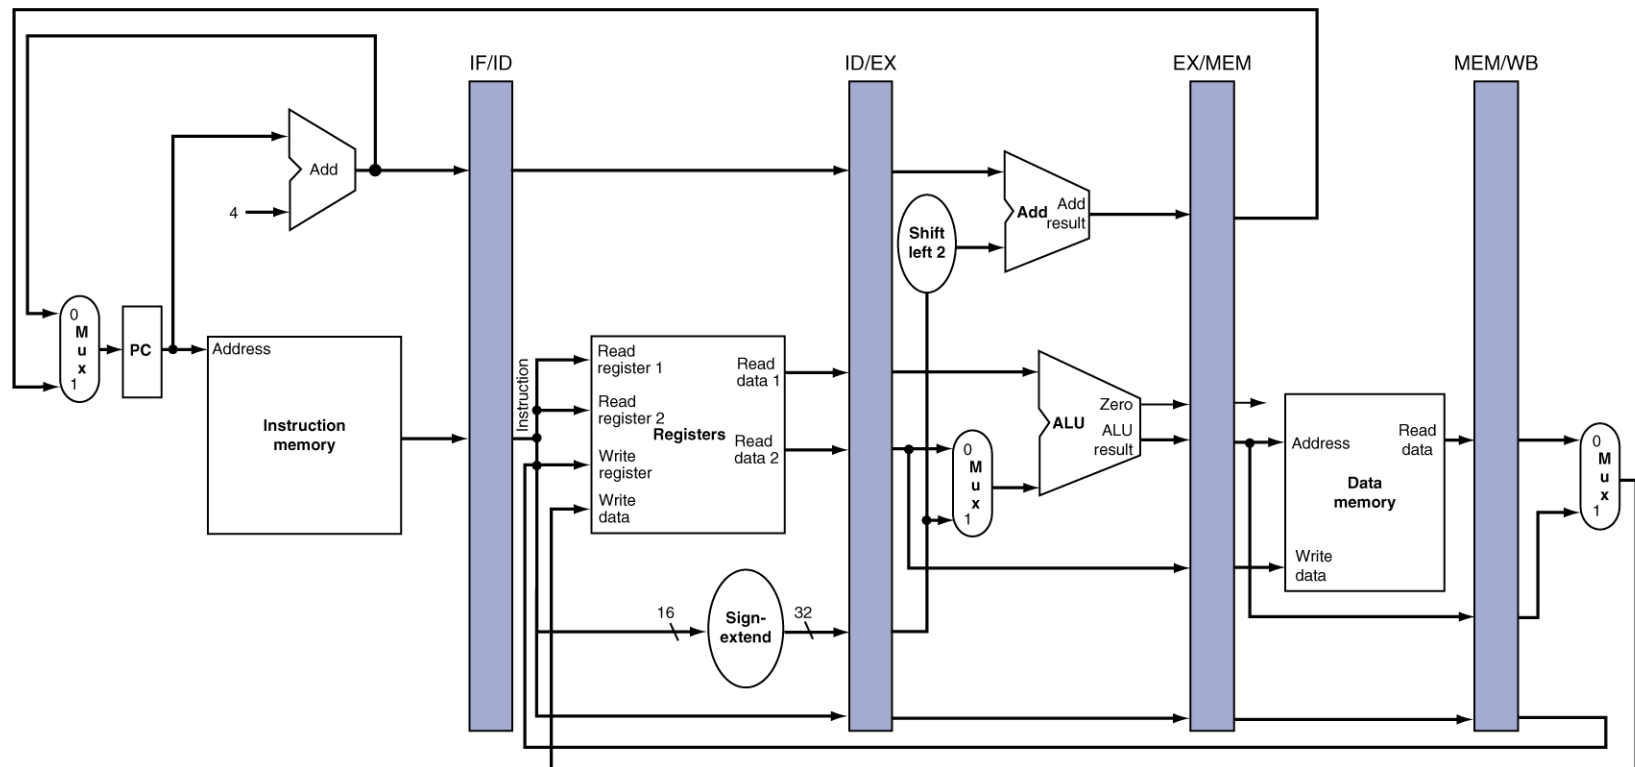 IF/ID
ID/EX
EX/MEM
MEM/WB
Add
4
Add
Add
result
Shift
left 2
0
M
u
x
1
PC
Address
Instruction
memory
Instruction
Read
register 1
Read
register 2
Write
register
Write
data
Registers
Read
data 1
Read
data 2
16
Sign-
extend
32
0
M
u
x
1
ALU
Zero
ALU
result
Address
Read
data
Data
memory
Write
data
0
M
u
x
1